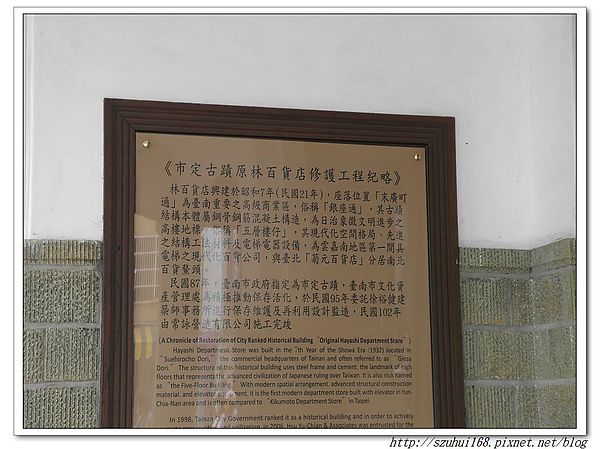 《市定古蹟原林百貨店修護工程紀略》
林百貨店興建於昭和7年(民國21年)，座落位置「末廣町
通」為臺南重要之高級商業區，俗稱「銀座通」，其古蹟
結構本體屬鋼骨鋼筋混凝土構造，為日治象徵文明進步之
高樓地標，俗稱「五層樓仔」，其現代化空間格局、先進
之結構工法材料及電梯電器設備，為雲嘉南地區第一間具
電梯之現代化百貨公司，與臺北「菊元百貨店」分居南北
百貨鰲頭。
民國87年，臺南市政府指定為市定古蹟，臺南市文化資
產管理處為積極推動保存活化，於民國95年委託徐裕健建
築師事務所進行保存維護及再利用設計監造，民國102年
由常詠營造有限公司施工完竣
《A Chronicle of Restoration of City Ranked Historical Building "Original Hayashi Department Store"》
Hayashi Department Store was built in the 7th Year of the Showa Era (1932) located in
"Suehirocho Dori," the commercial headquarters of Tainan and often referred to as "Ginza
Dori." The structure of this historical building uses steel frame and cement, the landmark of high
floors that represents the advanced civilization of Japanese ruling over Taiwan. It is also nick named
as "the Five-Floor Building." With modern spatial arrangement, advanced structural construction
material, and elevator equipment, it is the first modern department store built with elevator in Yun-
Chia-Nan area and is often compared to "Kikumoto Department Store" in Taipei.
In 1998, Tainan City Government ranked it as a historical building and in order to actively
in 2006, Hsu Yu-Chian & Associates was entrusted for the
http://szuhui168.pixnet.net/blog